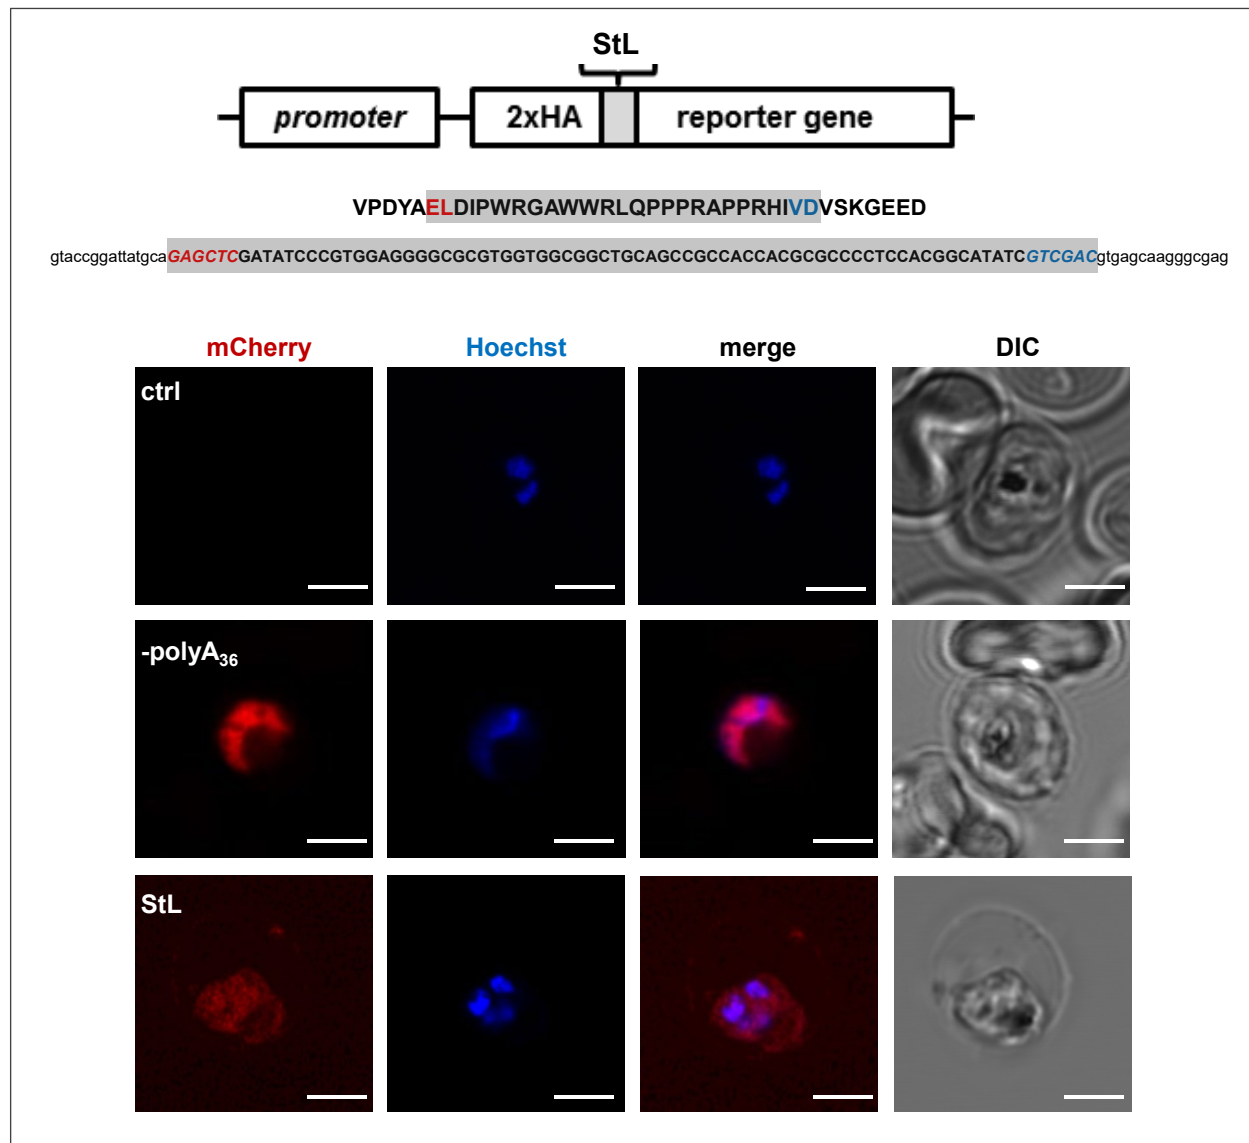 StL
promoter 2xHA reporter gene
VPDYAELDIPWRGAWWRLQPPPRAPPRHIVDVSKGEED
gtaccggattatgcaGAGCTCGATATCCCGTGGAGGGGCGCGTGGTGGCGGCTGCAGCCGCCACCACGCGCCCCTCCACGGCATATCGTCGACgtgagcaagggcgag
mCherry Hoechst merge DIC
ctrl
-polyA36
StL